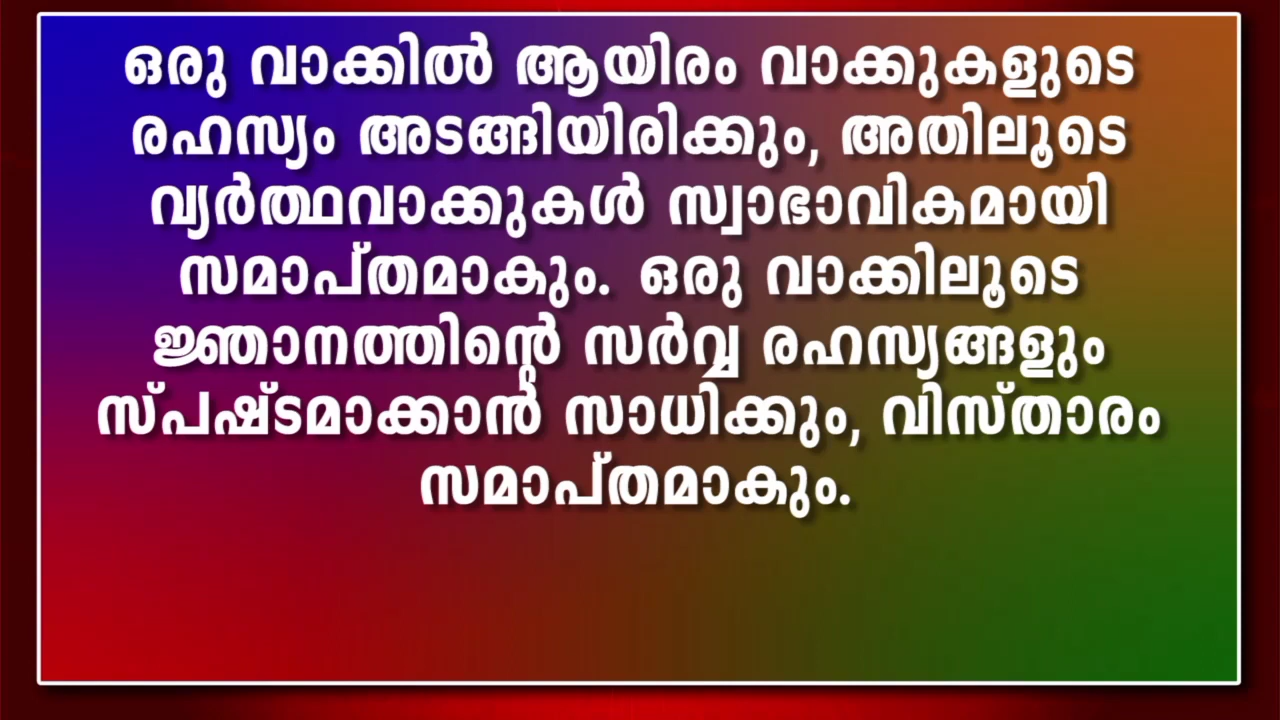 ഒരു വാക്കിൽ ആയിരം വാക്കുകളുടെ
രഹസ്യം അടങ്ങിയിരിക്കും, അതിലൂടെ
വ്യർത്ഥവാക്കുകൾ സ്വാഭാവികമായി
സമാപ്തമാകും. ഒരു വാക്കിലൂടെ
ജ്ഞാനത്തിന്റെ സർവ്വ രഹസ്യങ്ങളും
സ്പഷ്ടമാക്കാൻ സാധിക്കും, വിസ്താരം
സമാപ്തമാകും.